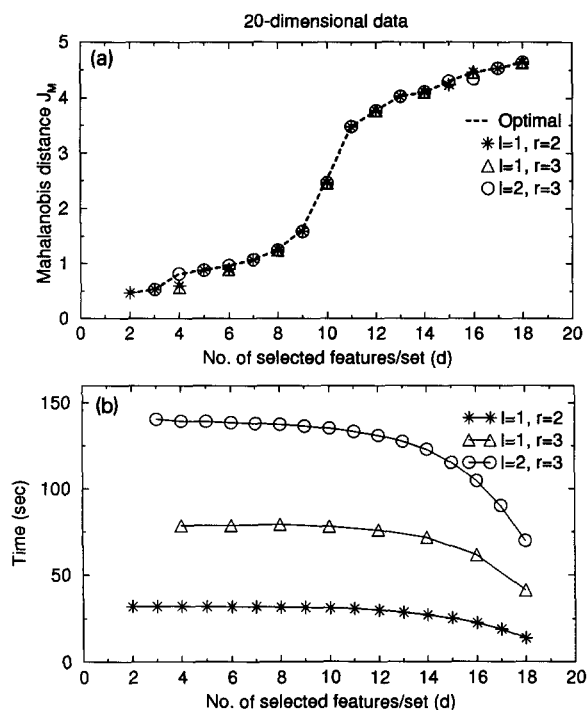 20-dimensional data
(a)
Mahalanobis distance J_M
5
4
3
2
1
0
Optimal
l=1, r=2
l=1, r=3
l=2, r=3
0 2 4 6 8 10 12 14 16 18 20
No. of selected features/set (d)
(b)
Time (sec)
150
100
50
0
l=1, r=2
l=1, r=3
l=2, r=3
0 2 4 6 8 10 12 14 16 18 20
No. of selected features/set (d)